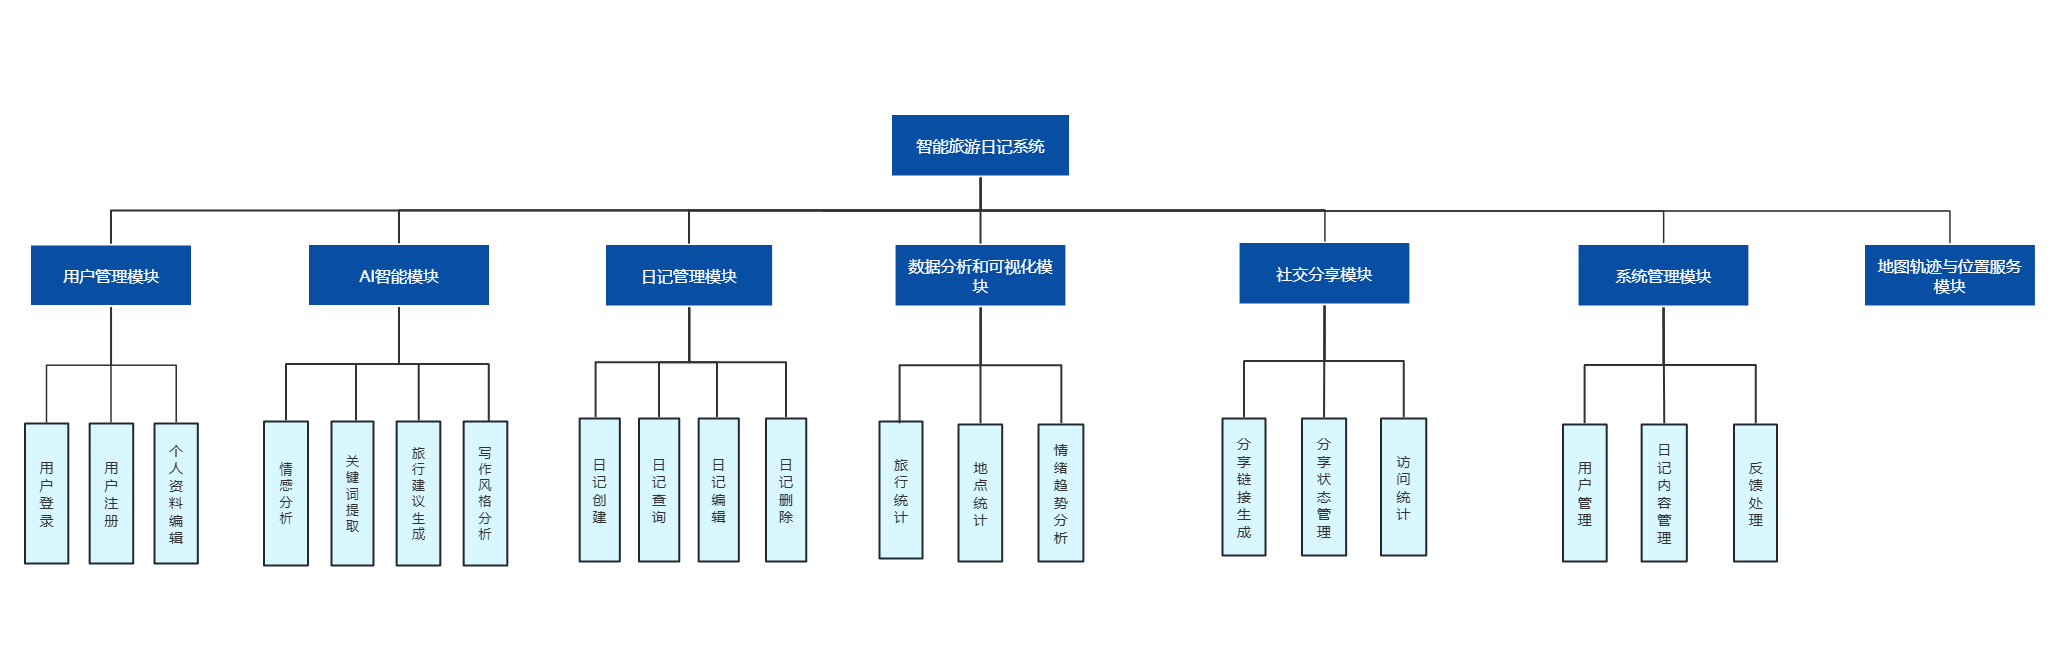 智能旅游日记系统
用户管理模块
AI智能模块
日记管理模块
数据分析和可视化模
块
社交分享模块
系统管理模块
地图轨迹与位置服务
模块
用户登录
用户注册
个人资料编辑
情感分析
关键词提取
旅行建议生成
写作风格分析
日记创建
日记查询
日记编辑
日记删除
旅行统计
地点统计
情绪趋势分析
分享链接生成
分享状态管理
访问统计
用户管理
日记内容管理
反馈处理